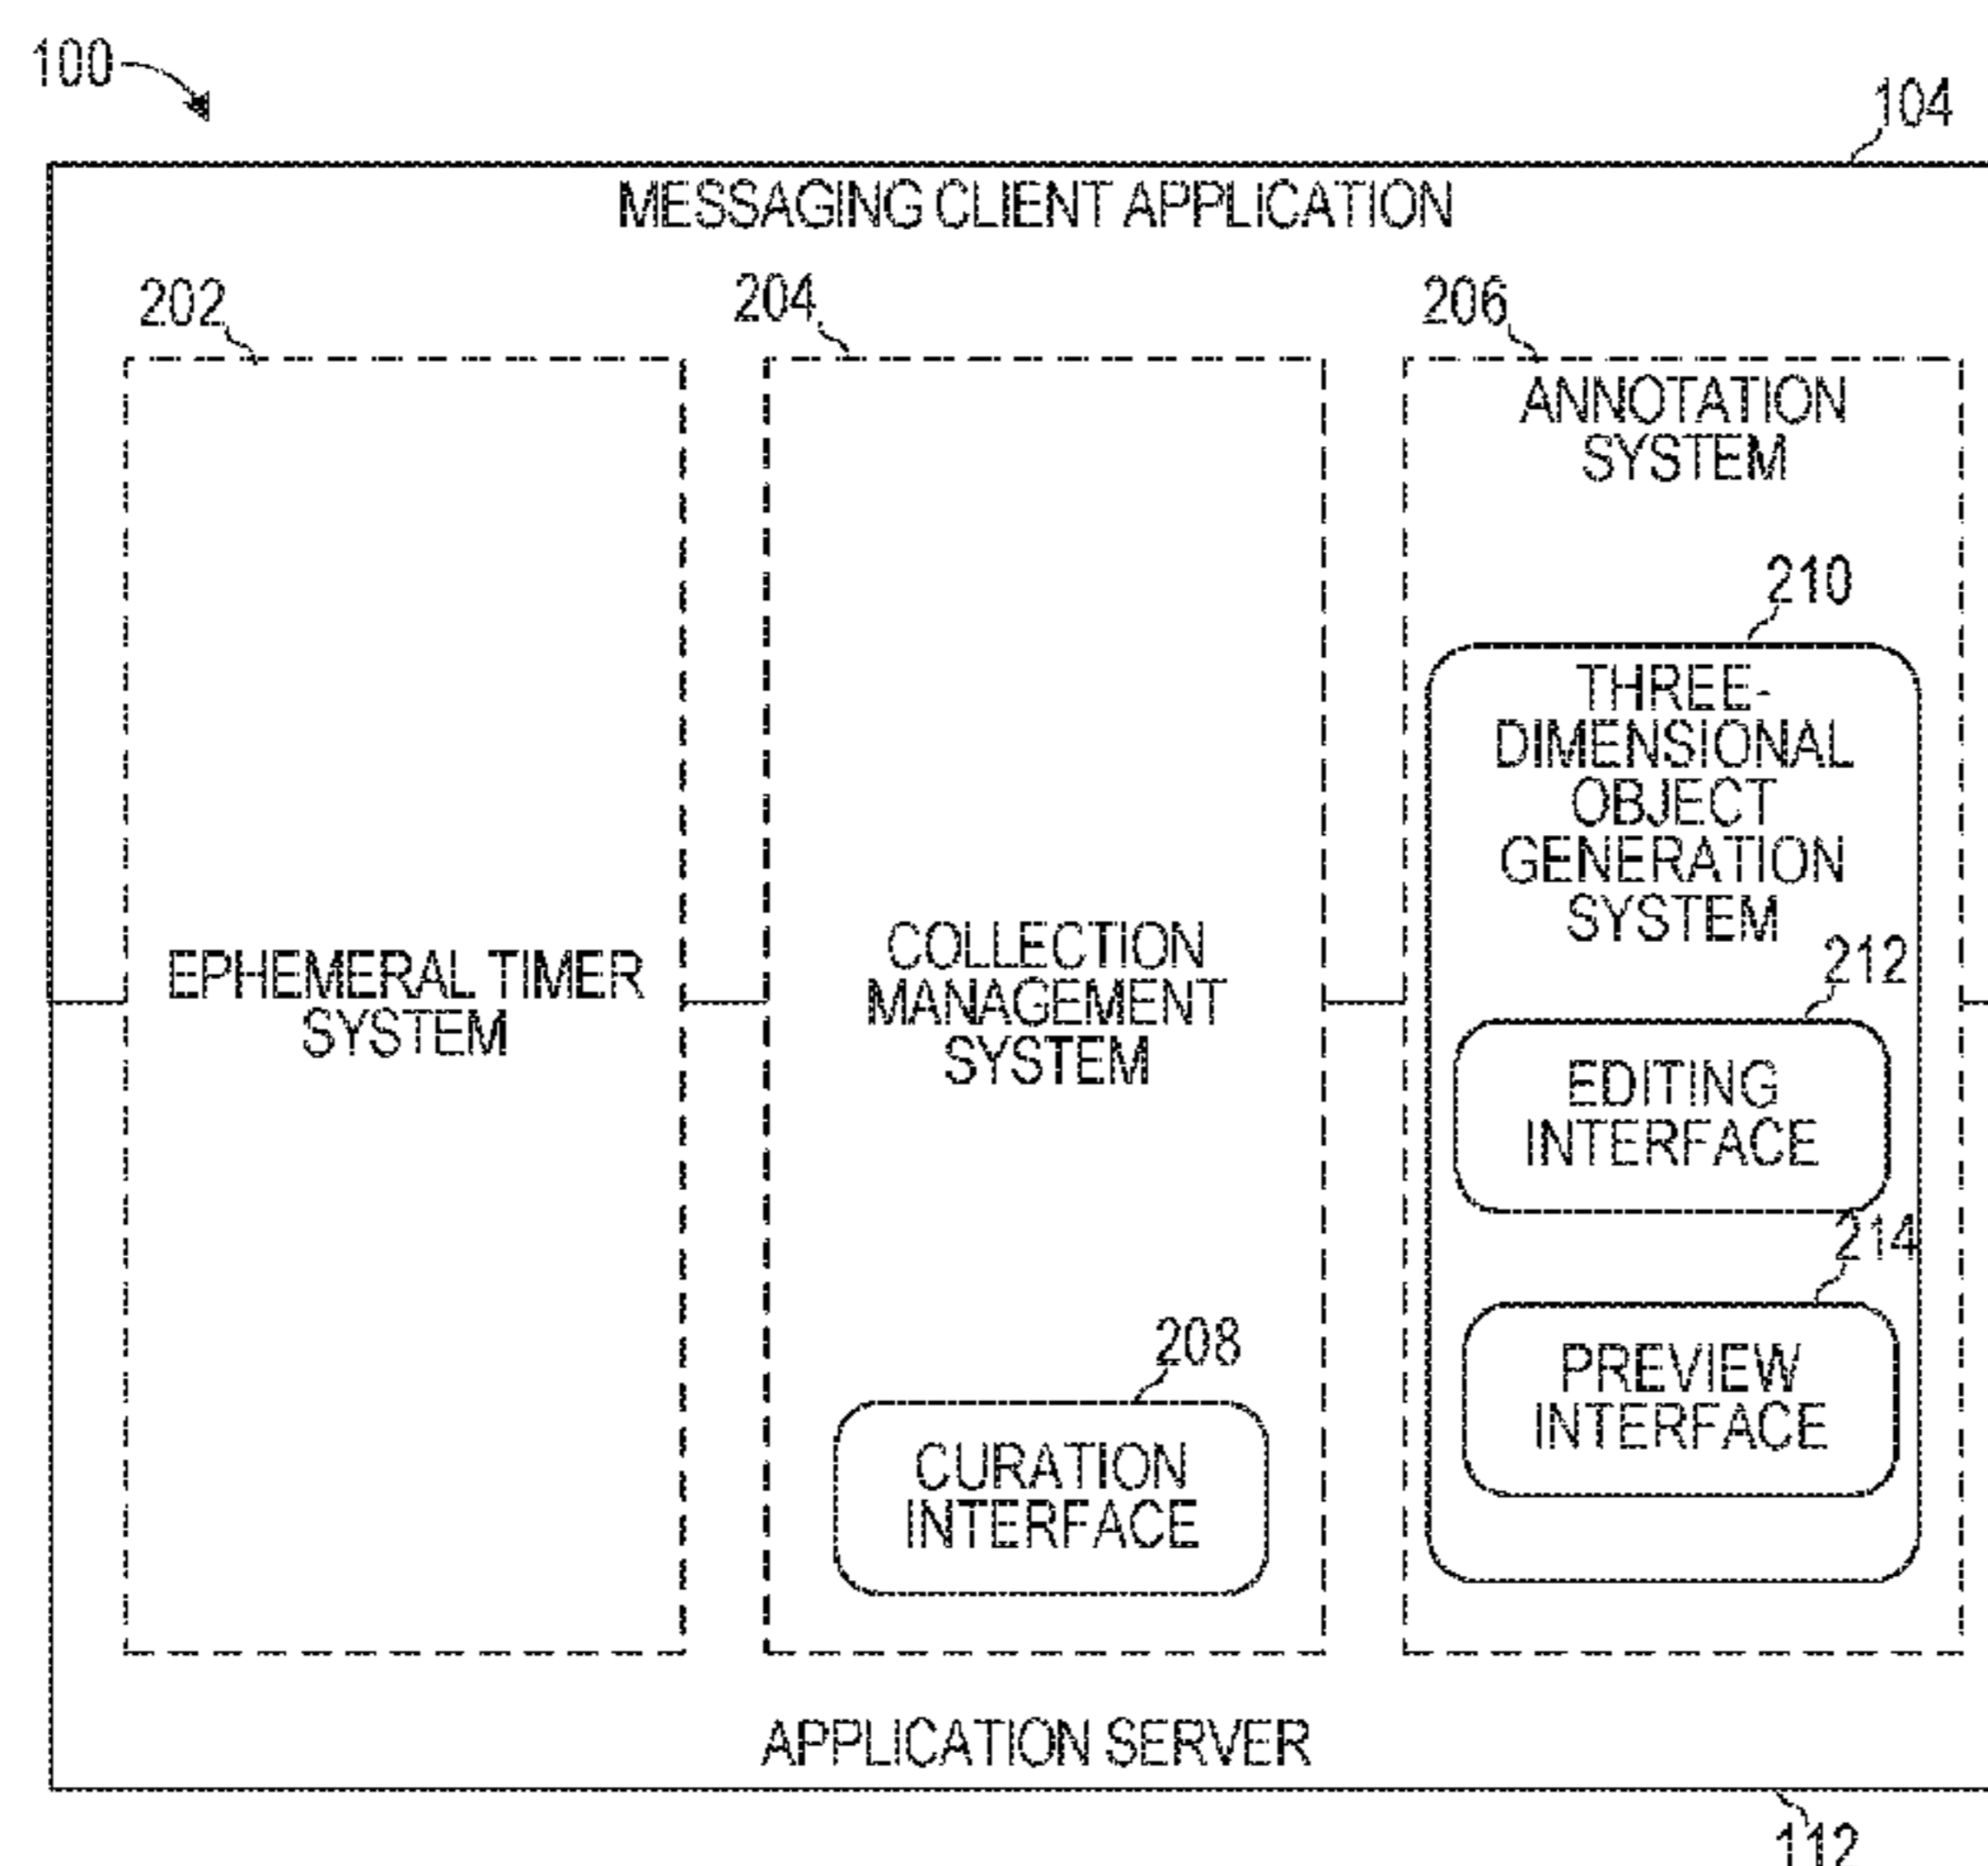 100
104
MESSAGING CLIENT APPLICATION
202
204
206
ANNOTATION
SYSTEM
210
THREE-
DIMENSIONAL
OBJECT
GENERATION
SYSTEM
EPHEMERAL TIMER
SYSTEM
COLLECTION
MANAGEMENT
SYSTEM
212
EDITING
INTERFACE
214
PREVIEW
INTERFACE
208
CURATION
INTERFACE
APPLICATION SERVER
112